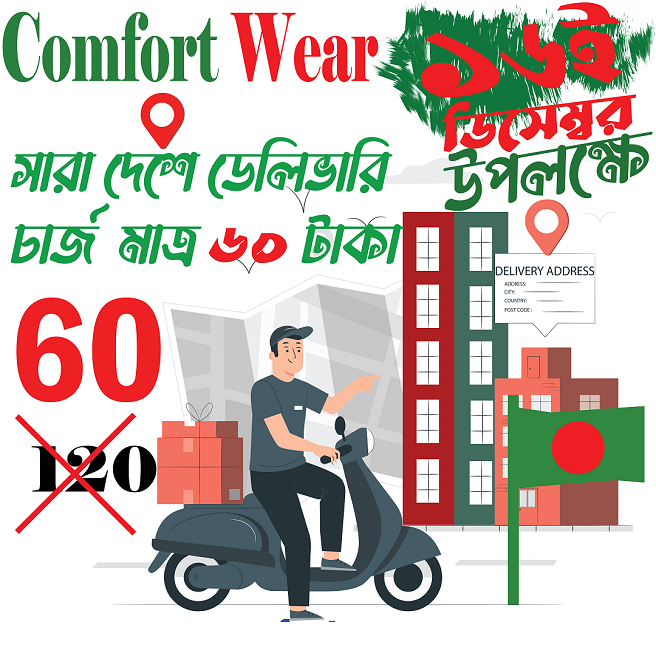 Comfort Wear
১৬ই
ডিসেম্বর
উপলক্ষে
সারা দেশে ডেলিভারি
চার্জ মাত্র ৬০ টাকা
60
120
DELIVERY ADDRESS
ADDRESS:
CITY:
COUNTRY:
POST CODE :